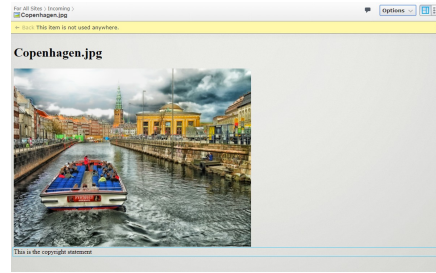 For All Sites › Incoming ›
Copenhagen.jpg
Options
← Back This item is not used anywhere.
Copenhagen.jpg
This is the copyright statement